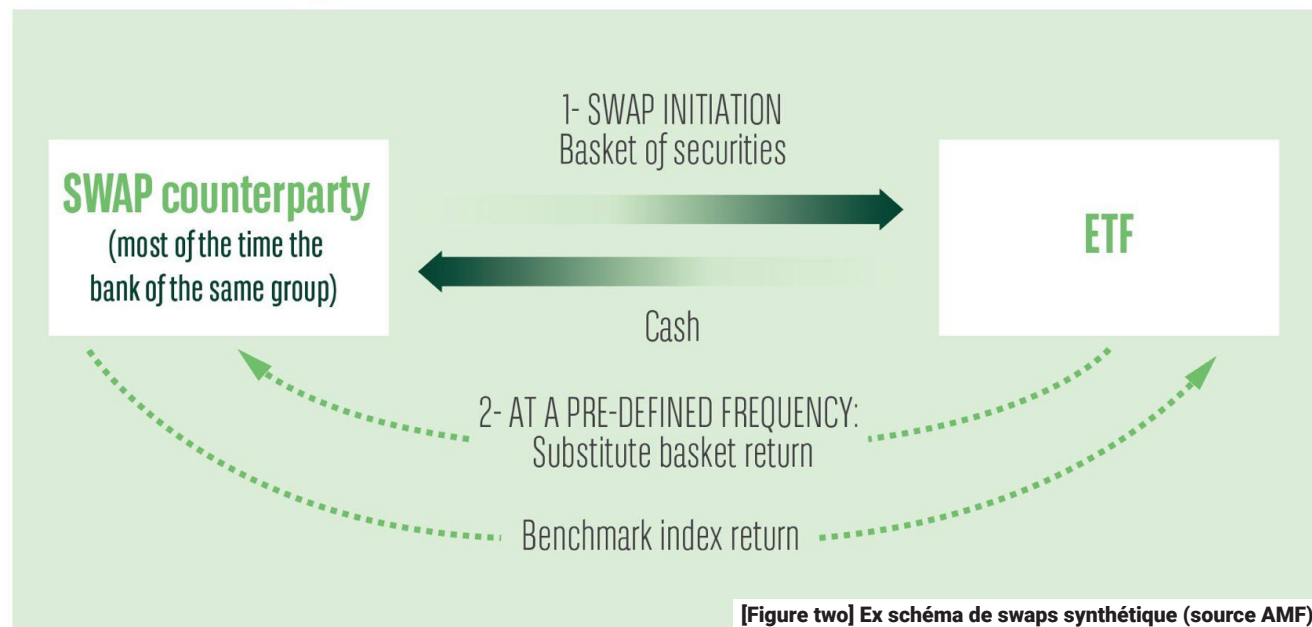 1- SWAP INITIATION
Basket of securities
SWAP counterparty
(most of the time the
bank of the same group)
ETF
Cash
2- AT A PRE-DEFINED FREQUENCY:
Substitute basket return
Benchmark index return
[Figure two] Ex schéma de swaps synthétique (source AMF)